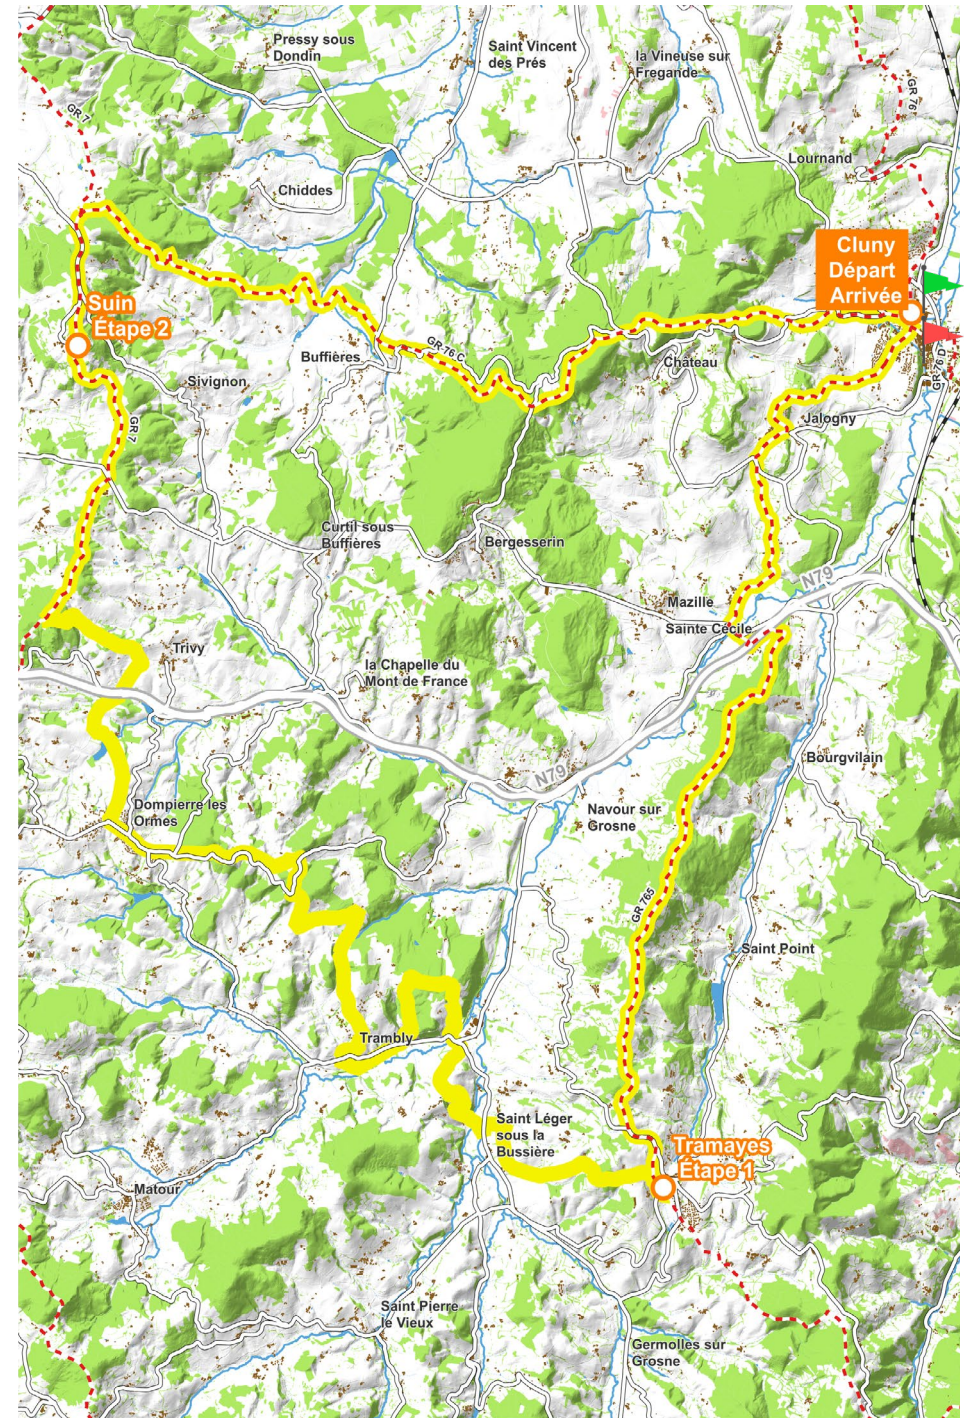 Pressy sous
Dondin
Saint Vincent
des Prés
la Vineuse sur
Fregande
GR 7
GR 76
Lournand
Chiddes
Cluny
Départ
Arrivée
Suin
Étape 2
Buffières
GR 76 C
Château
GR 76 D
Sivignon
GR 7
Jalogny
Curtil sous
Buffières
Bergesserin
N79
Mazille
Sainte Cécile
Trivy
la Chapelle du
Mont de France
Bourgvilain
N79
Dompierre les
Ormes
Navour sur
Grosne
GR 765
Saint Point
Trambly
Saint Léger
sous la
Bussière
Tramayes
Étape 1
Matour
Saint Pierre
le Vieux
Germolles sur
Grosne